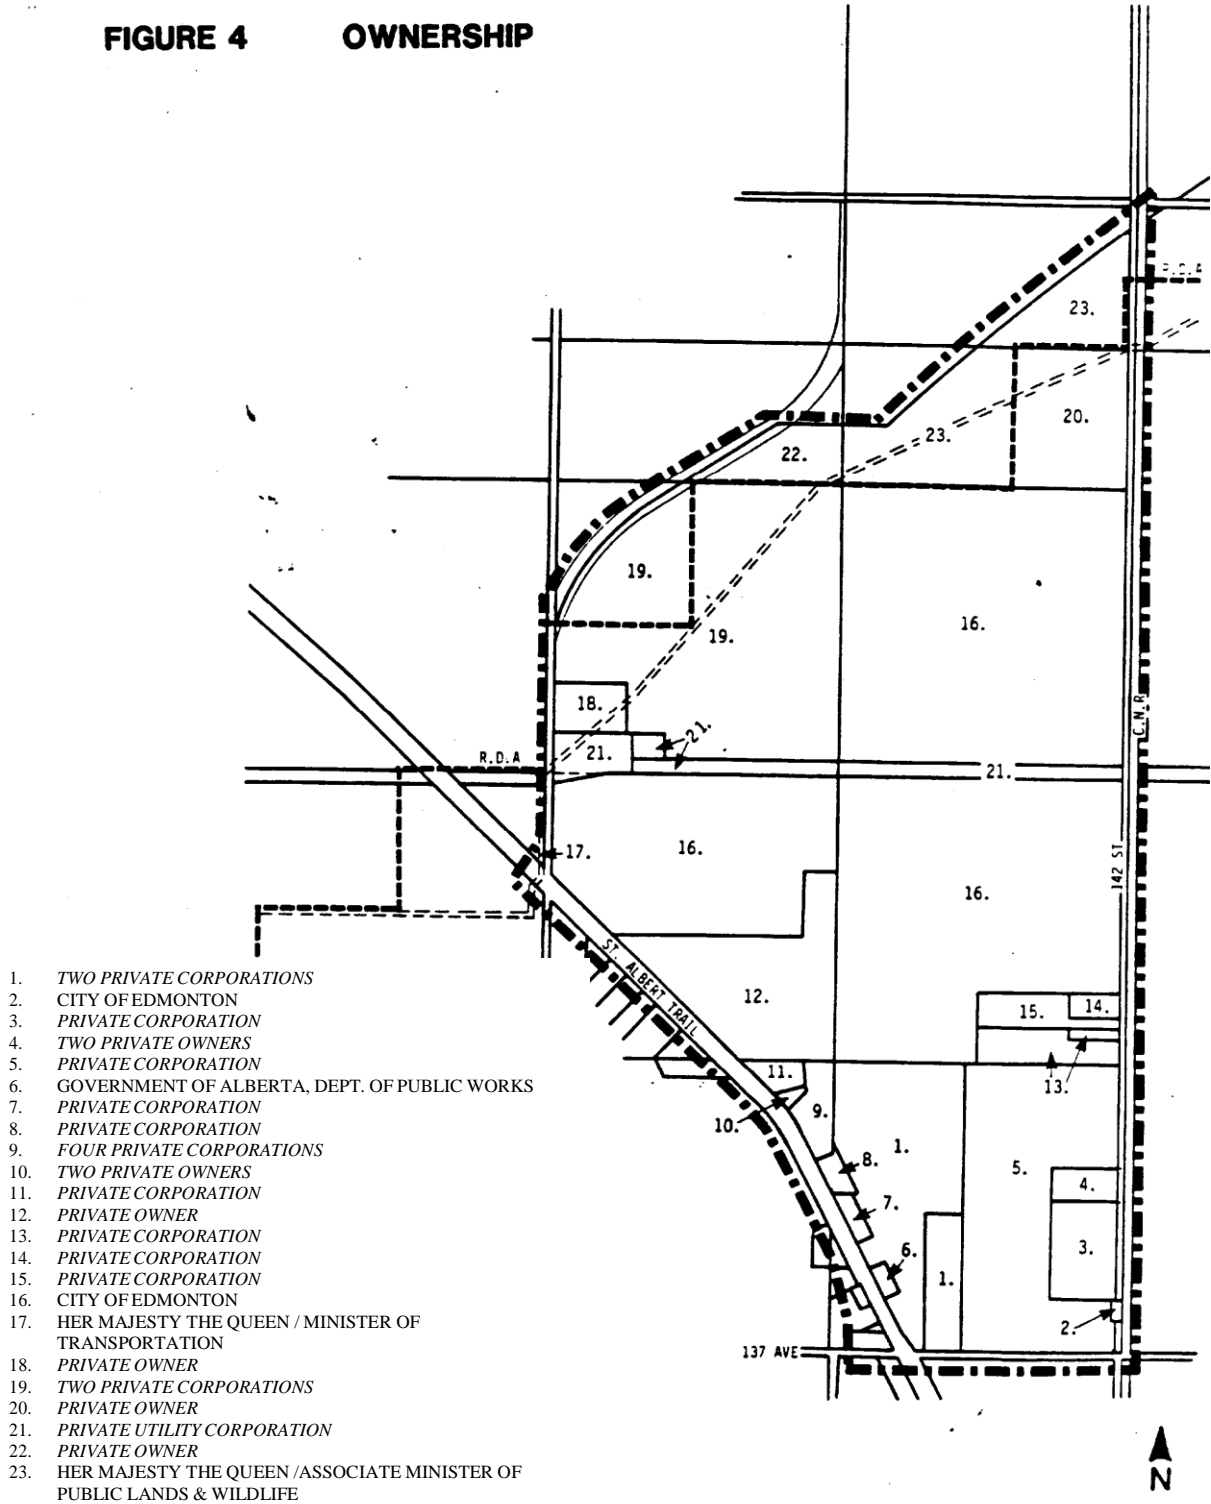 FIGURE 4 OWNERSHIP
R.D.A
23.
20.
23.
22.
19.
16.
19.
18.
21.
21.
C.N.R
R.D.A
21.
17.
16.
142 ST
16.
ST. ALBERT TRAIL
12.
15.
14.
11.
13.
10.
9.
1.
8.
5.
4.
7.
3.
6.
1.
2.
137 AVE
N
1. TWO PRIVATE CORPORATIONS
2. CITY OF EDMONTON
3. PRIVATE CORPORATION
4. TWO PRIVATE OWNERS
5. PRIVATE CORPORATION
6. GOVERNMENT OF ALBERTA, DEPT. OF PUBLIC WORKS
7. PRIVATE CORPORATION
8. PRIVATE CORPORATION
9. FOUR PRIVATE CORPORATIONS
10. TWO PRIVATE OWNERS
11. PRIVATE CORPORATION
12. PRIVATE OWNER
13. PRIVATE CORPORATION
14. PRIVATE CORPORATION
15. PRIVATE CORPORATION
16. CITY OF EDMONTON
17. HER MAJESTY THE QUEEN / MINISTER OF
TRANSPORTATION
18. PRIVATE OWNER
19. TWO PRIVATE CORPORATIONS
20. PRIVATE OWNER
21. PRIVATE UTILITY CORPORATION
22. PRIVATE OWNER
23. HER MAJESTY THE QUEEN /ASSOCIATE MINISTER OF
PUBLIC LANDS & WILDLIFE